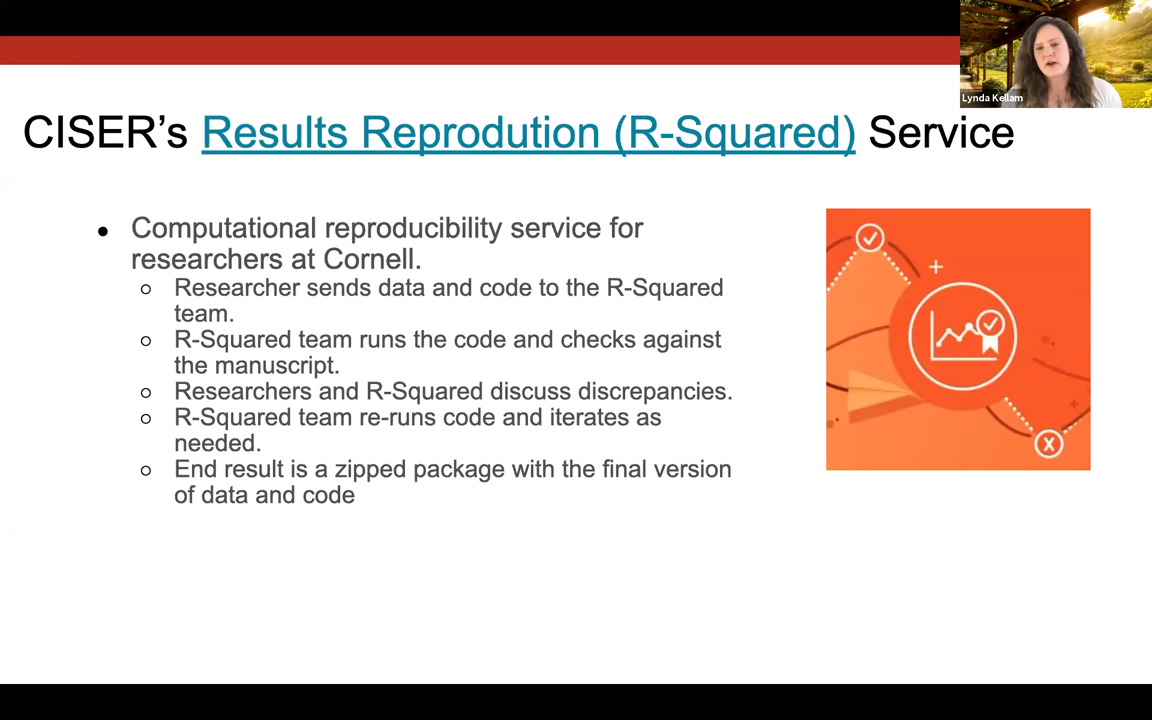 Lynda Kellam
CISER’s Results Reprodution (R-Squared) Service
● Computational reproducibility service for
researchers at Cornell.
○ Researcher sends data and code to the R-Squared
team.
○ R-Squared team runs the code and checks against
the manuscript.
○ Researchers and R-Squared discuss discrepancies.
○ R-Squared team re-runs code and iterates as
needed.
○ End result is a zipped package with the final version
of data and code